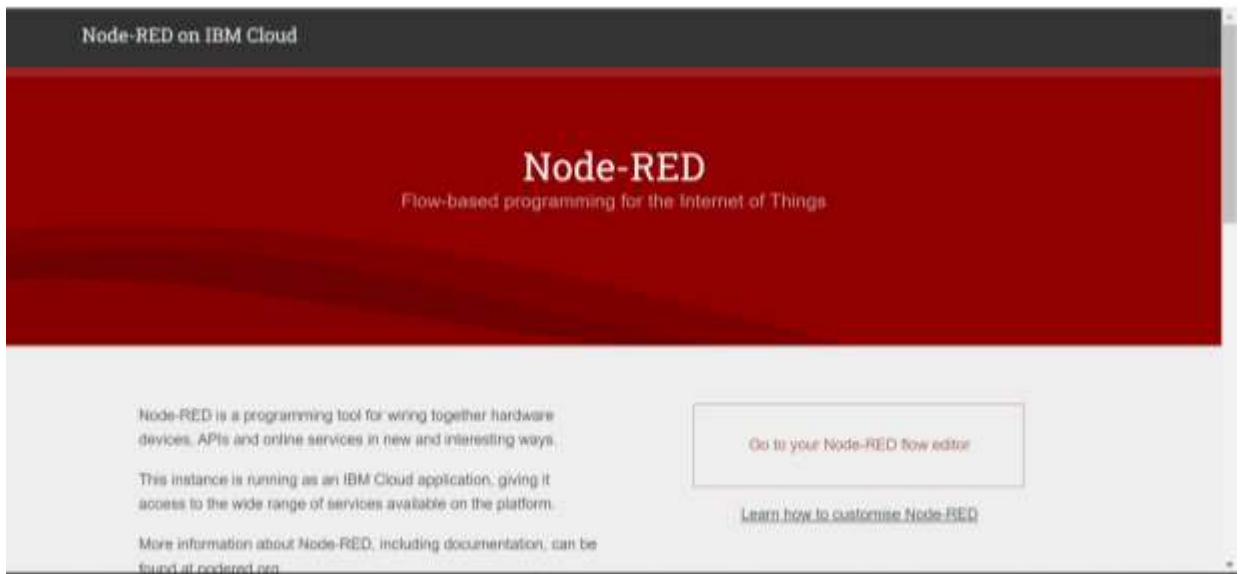 Node-RED on IBM Cloud
Node-RED
Flow-based programming for the Internet of Things
Node-RED is a programming tool for wiring together hardware
devices, APIs and online services in new and interesting ways.
This instance is running as an IBM Cloud application, giving it
access to the wide range of services available on the platform.
More information about Node-RED, including documentation, can be
found at nodered.org.
Go to your Node-RED flow editor
Learn how to customise Node-RED